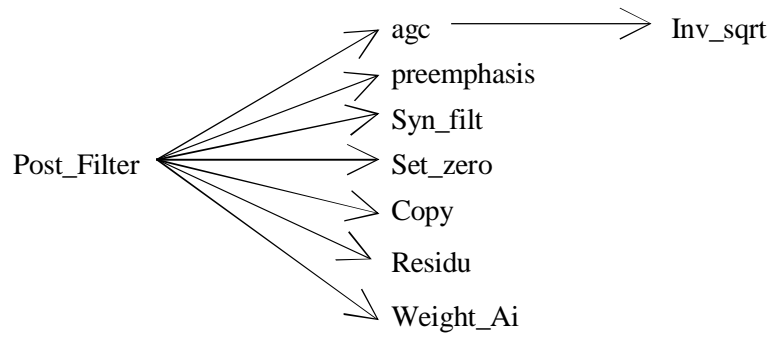 agc Inv_sqrt
preemphasis
Syn_filt
Post_Filter Set_zero
Copy
Residu
Weight_Ai